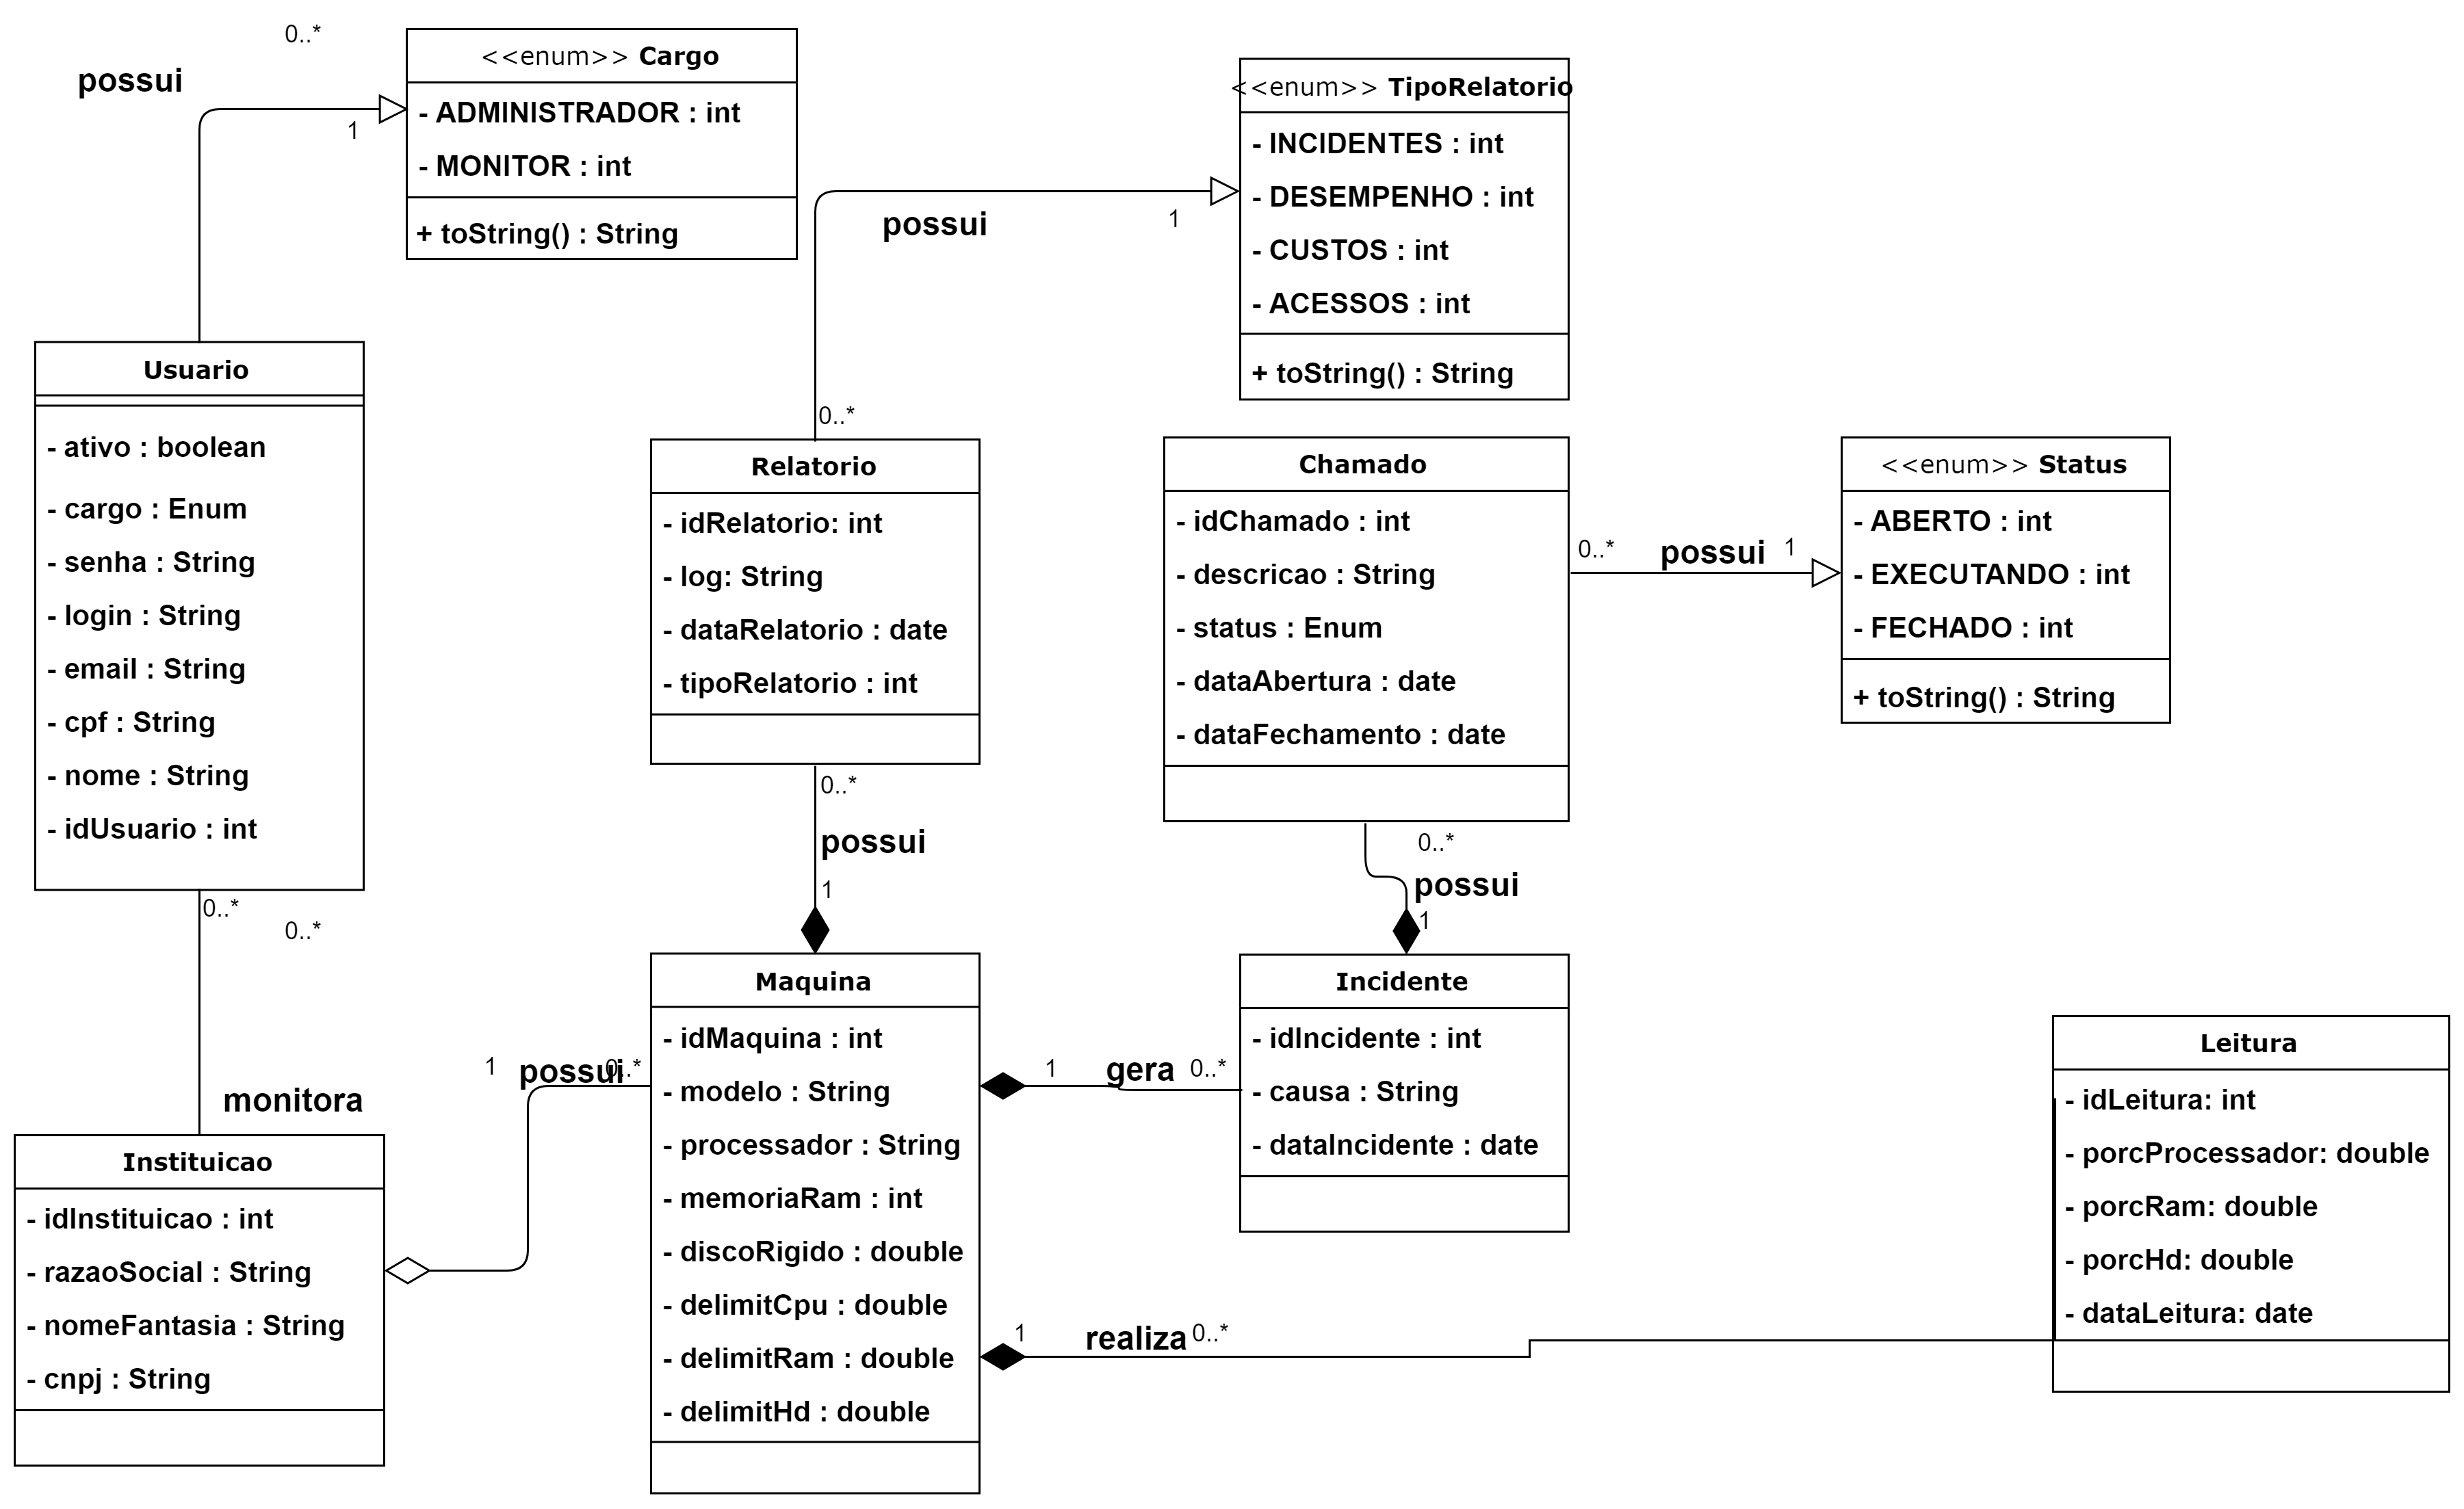 0..*
possui
1
<<enum>> Cargo
- ADMINISTRADOR : int
- MONITOR : int
+ toString() : String
<<enum>> TipoRelatorio
- INCIDENTES : int
- DESEMPENHO : int
- CUSTOS : int
- ACESSOS : int
+ toString() : String
possui
1
0..*
Usuario
- ativo : boolean
- cargo : Enum
- senha : String
- login : String
- email : String
- cpf : String
- nome : String
- idUsuario : int
Relatorio
- idRelatorio: int
- log: String
- dataRelatorio : date
- tipoRelatorio : int
Chamado
- idChamado : int
- descricao : String
- status : Enum
- dataAbertura : date
- dataFechamento : date
0..*
possui
1
<<enum>> Status
- ABERTO : int
- EXECUTANDO : int
- FECHADO : int
+ toString() : String
0..*
possui
1
0..*
possui
1
0..*
0..*
monitora
Instituicao
- idInstituicao : int
- razaoSocial : String
- nomeFantasia : String
- cnpj : String
1
possui
0..*
Maquina
- idMaquina : int
- modelo : String
- processador : String
- memoriaRam : int
- discoRigido : double
- delimitCpu : double
- delimitRam : double
- delimitHd : double
1
gera
0..*
Incidente
- idIncidente : int
- causa : String
- dataIncidente : date
1
realiza
0..*
Leitura
- idLeitura: int
- porcProcessador: double
- porcRam: double
- porcHd: double
- dataLeitura: date